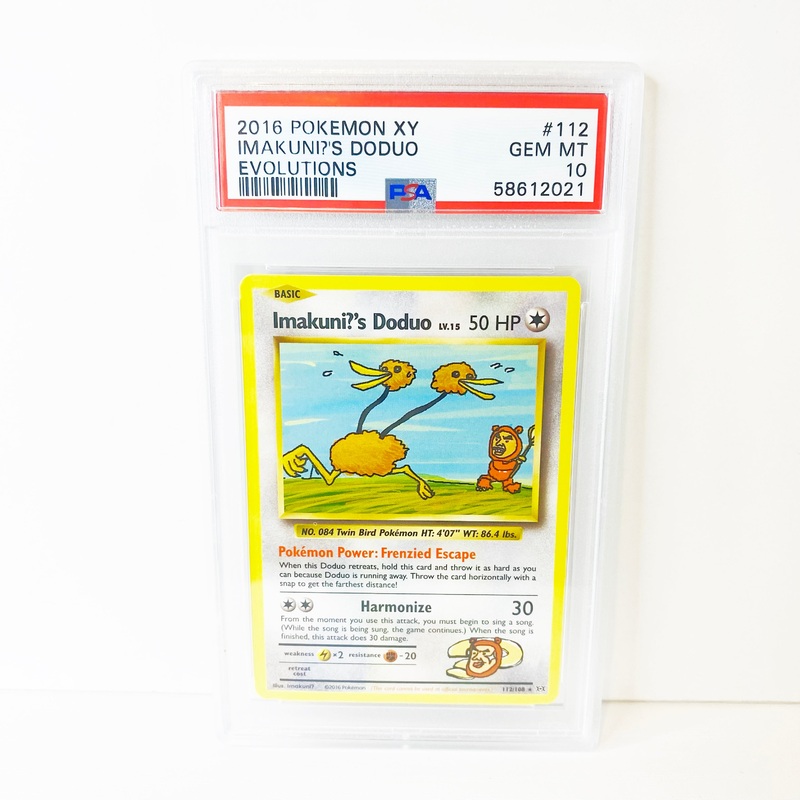 2016 POKEMON XY #112
IMAKUNI?'S DODUO GEM MT
EVOLUTIONS 10
PSA 58612021
BASIC
Imakuni?'s Doduo LV.15 50 HP
NO. 084 Twin Bird Pokémon HT: 4'07" WT: 86.4 lbs.
Pokémon Power: Frenzied Escape
When this Doduo retreats, hold this card and throw it as hard as you
can because Doduo is running away. Throw the card horizontally with a
snap to get the farthest distance!
Harmonize 30
From the moment you use this attack, you must begin to sing a song.
(While the song is being sung, the game continues.) When the song is
finished, this attack does 30 damage.
weakness ×2 resistance -20
retreat
cost
Illus. Imakuni? ©2016 Pokémon 112/108